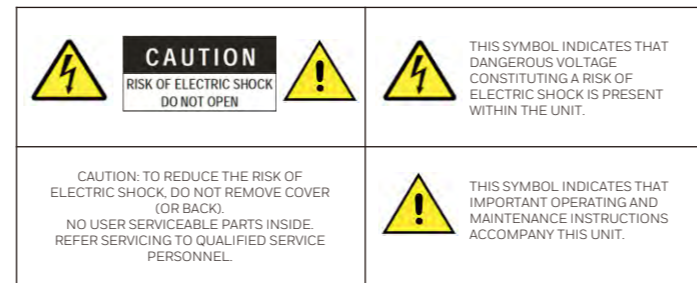 CAUTION
RISK OF ELECTRIC SHOCK
DO NOT OPEN
THIS SYMBOL INDICATES THAT
DANGEROUS VOLTAGE
CONSTITUTING A RISK OF
ELECTRIC SHOCK IS PRESENT
WITHIN THE UNIT.
CAUTION: TO REDUCE THE RISK OF
ELECTRIC SHOCK, DO NOT REMOVE COVER
(OR BACK).
NO USER SERVICEABLE PARTS INSIDE.
REFER SERVICING TO QUALIFIED SERVICE
PERSONNEL.
THIS SYMBOL INDICATES THAT
IMPORTANT OPERATING AND
MAINTENANCE INSTRUCTIONS
ACCOMPANY THIS UNIT.